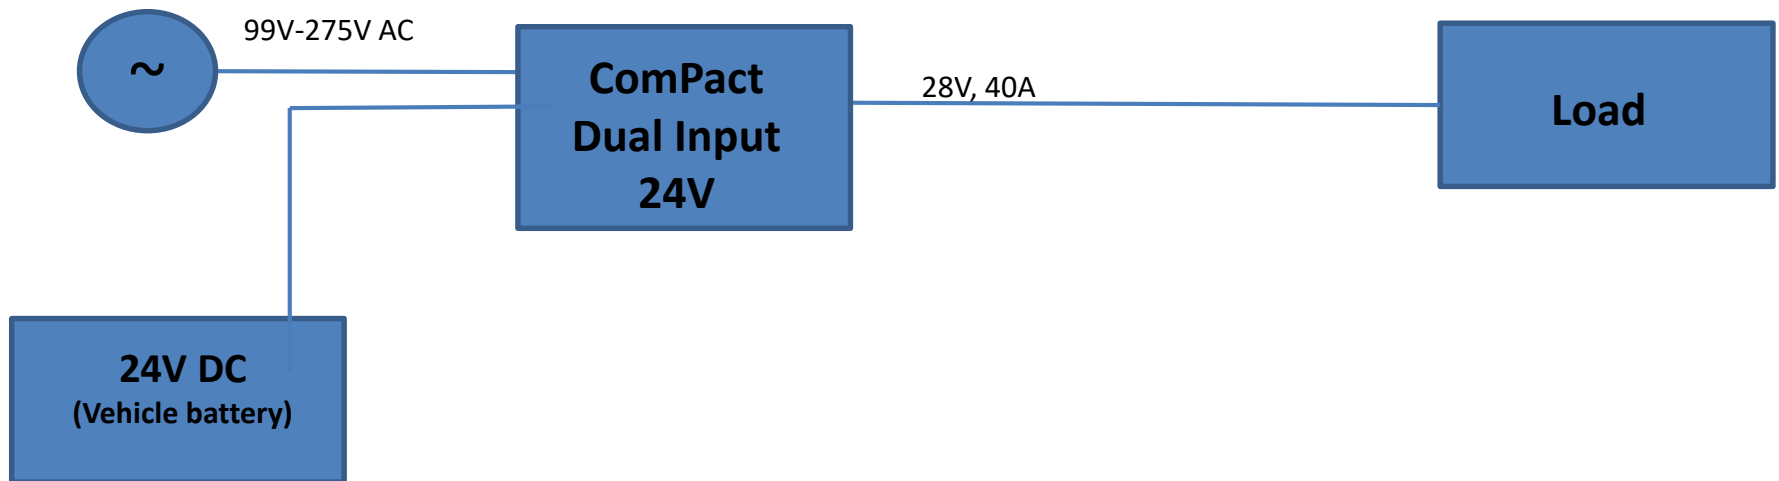 99V-275V AC
~
ComPact
Dual Input
24V
28V, 40A
Load
24V DC
(Vehicle battery)